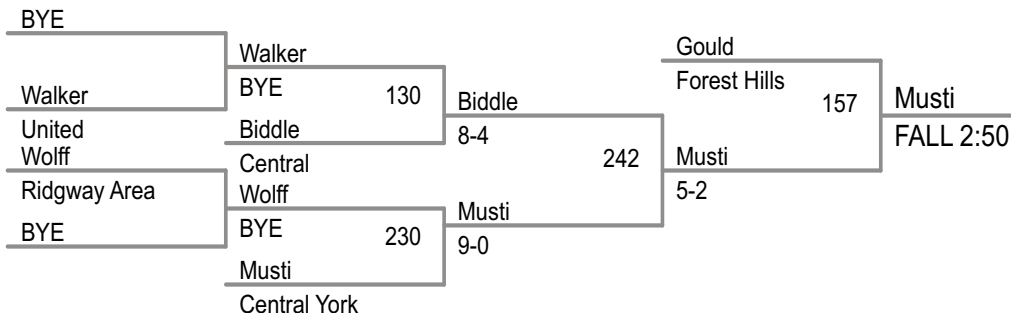 BYE
Walker
United
Wolff
Ridgway Area
BYE
Walker
BYE
130
Biddle
Central
Wolff
BYE
230
Musti
Central York
Biddle
8-4
242
Musti
9-0
Gould
Forest Hills
157
Musti
5-2
Musti
FALL 2:50